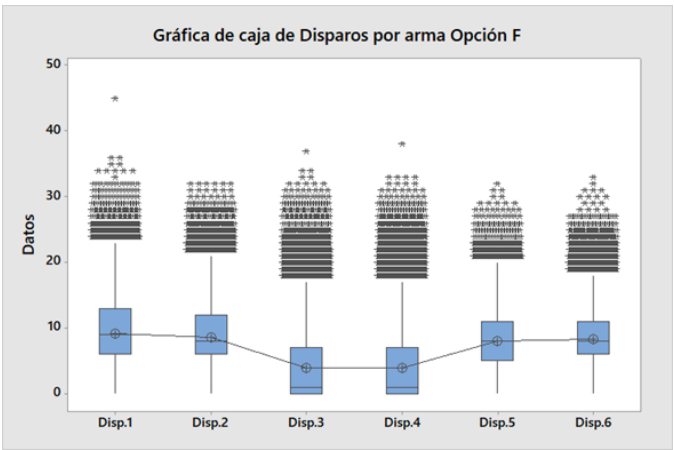 Gráfica de caja de Disparos por arma Opción F
50
40
30
20
10
0
Datos
Disp.1 Disp.2 Disp.3 Disp.4 Disp.5 Disp.6